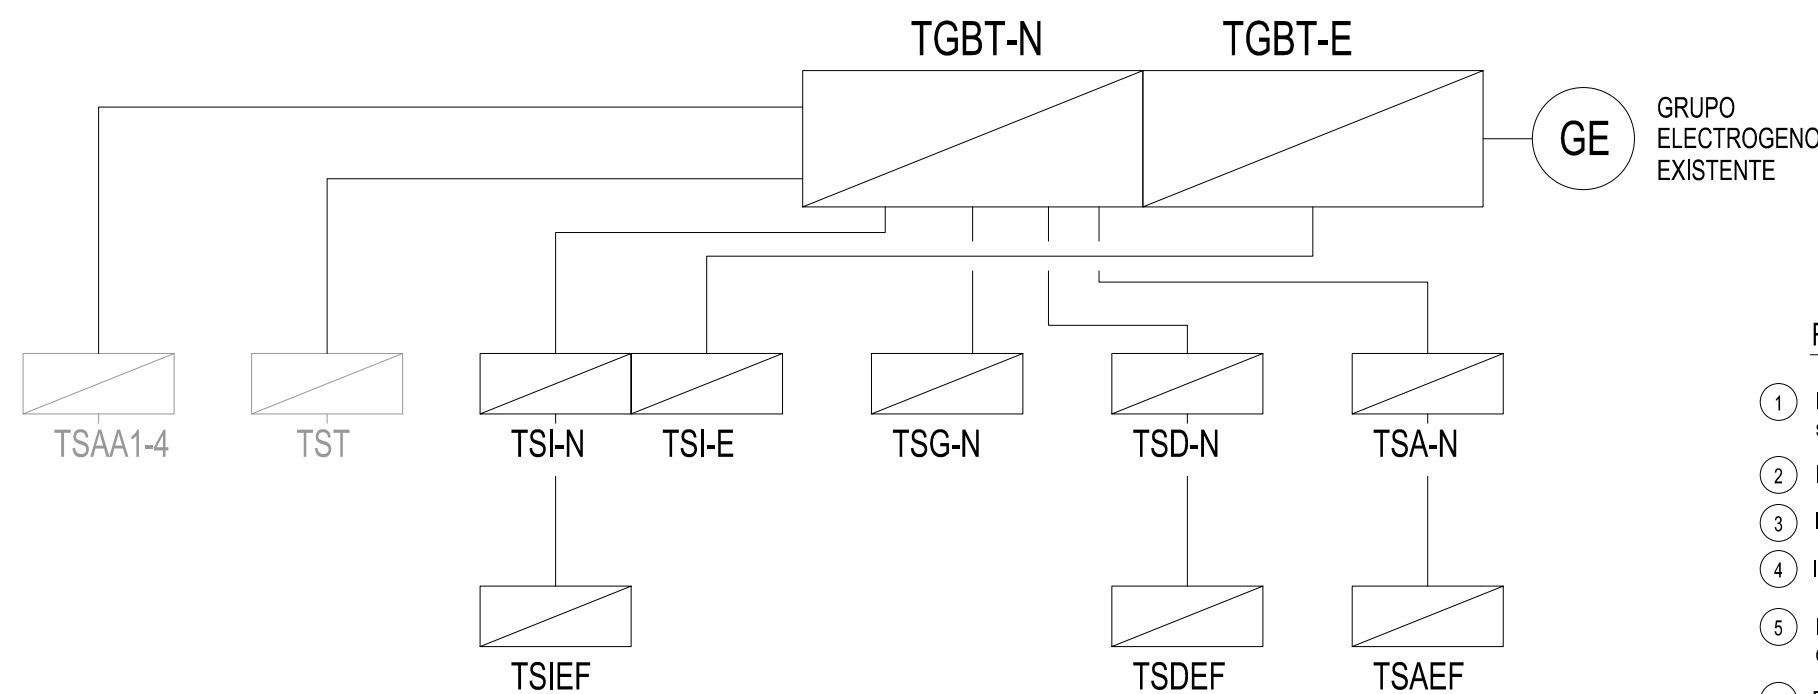 TGBT-N
TGBT-E
GE
GRUPO
ELECTROGENO
EXISTENTE
TSAA1-4
TST
TSI-N
TSI-E
TSG-N
TSD-N
TSA-N
TSIEF
TSDEF
TSAEF
1
2
3
4
5